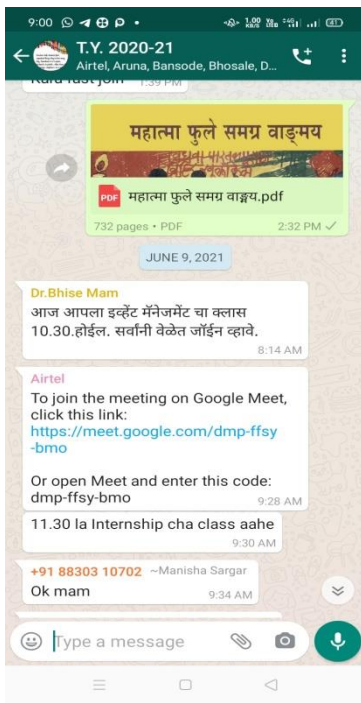 9:00
T.Y. 2020-21
Airtel, Aruna, Bansode, Bhosale, D...
1:39 PM
महात्मा फुले समग्र वाङ्मय
PDF महात्मा फुले समग्र वाङ्मय.pdf
732 pages • PDF 2:32 PM
JUNE 9, 2021
Dr.Bhise Mam
आज आपला इव्हेंट मॅनेजमेंट चा क्लास
10.30.होईल. सर्वांनी वेळेत जॉईन व्हावे.
8:14 AM
Airtel
To join the meeting on Google Meet,
click this link:
https://meet.google.com/dmp-ffsy
-bmo
Or open Meet and enter this code:
dmp-ffsy-bmo 9:28 AM
11.30 la Internship cha class aahe
9:30 AM
+91 88303 10702 ~Manisha Sargar
Ok mam 9:34 AM
Type a message